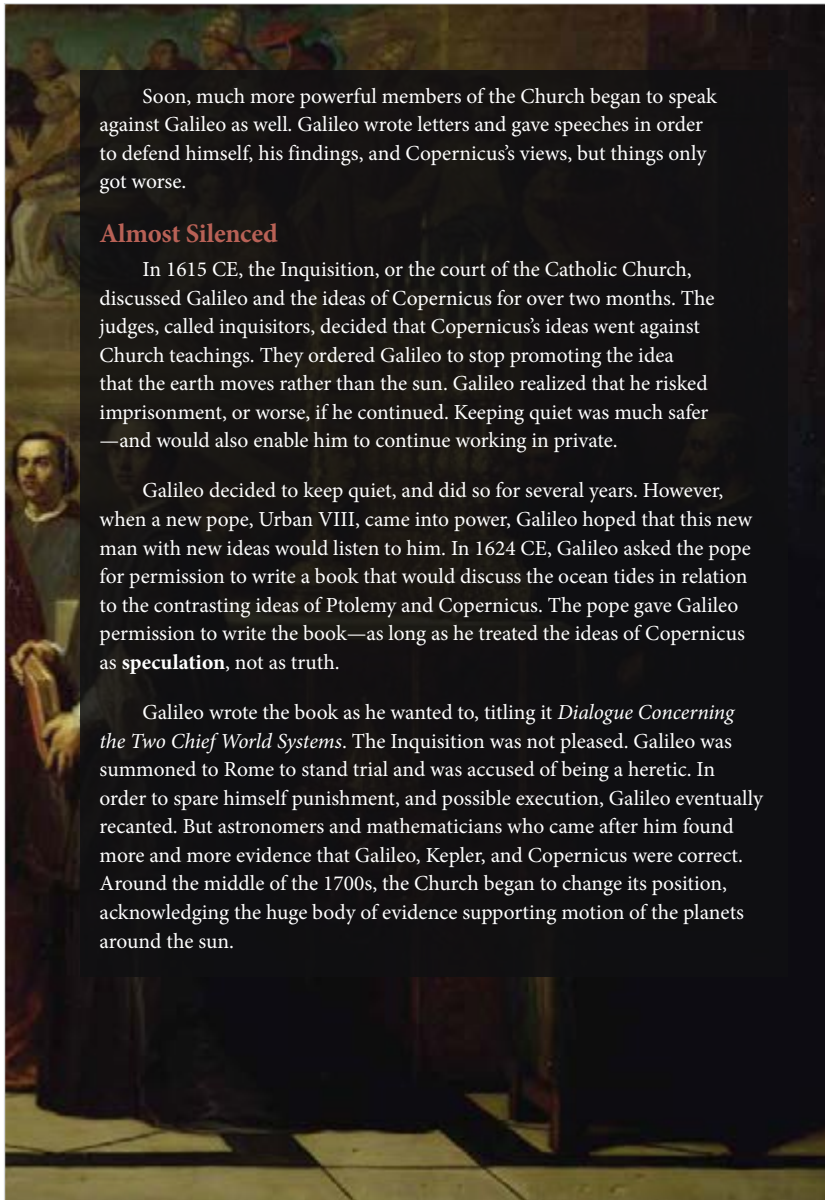 Soon, much more powerful members of the Church began to speak
against Galileo as well. Galileo wrote letters and gave speeches in order
to defend himself, his findings, and Copernicus’s views, but things only
got worse.
Almost Silenced
In 1615 CE, the Inquisition, or the court of the Catholic Church,
discussed Galileo and the ideas of Copernicus for over two months. The
judges, called inquisitors, decided that Copernicus’s ideas went against
Church teachings. They ordered Galileo to stop promoting the idea
that the earth moves rather than the sun. Galileo realized that he risked
imprisonment, or worse, if he continued. Keeping quiet was much safer
—and would also enable him to continue working in private.
Galileo decided to keep quiet, and did so for several years. However,
when a new pope, Urban VIII, came into power, Galileo hoped that this new
man with new ideas would listen to him. In 1624 CE, Galileo asked the pope
for permission to write a book that would discuss the ocean tides in relation
to the contrasting ideas of Ptolemy and Copernicus. The pope gave Galileo
permission to write the book—as long as he treated the ideas of Copernicus
as speculation, not as truth.
Galileo wrote the book as he wanted to, titling it Dialogue Concerning
the Two Chief World Systems. The Inquisition was not pleased. Galileo was
summoned to Rome to stand trial and was accused of being a heretic. In
order to spare himself punishment, and possible execution, Galileo eventually
recanted. But astronomers and mathematicians who came after him found
more and more evidence that Galileo, Kepler, and Copernicus were correct.
Around the middle of the 1700s, the Church began to change its position,
acknowledging the huge body of evidence supporting motion of the planets
around the sun.